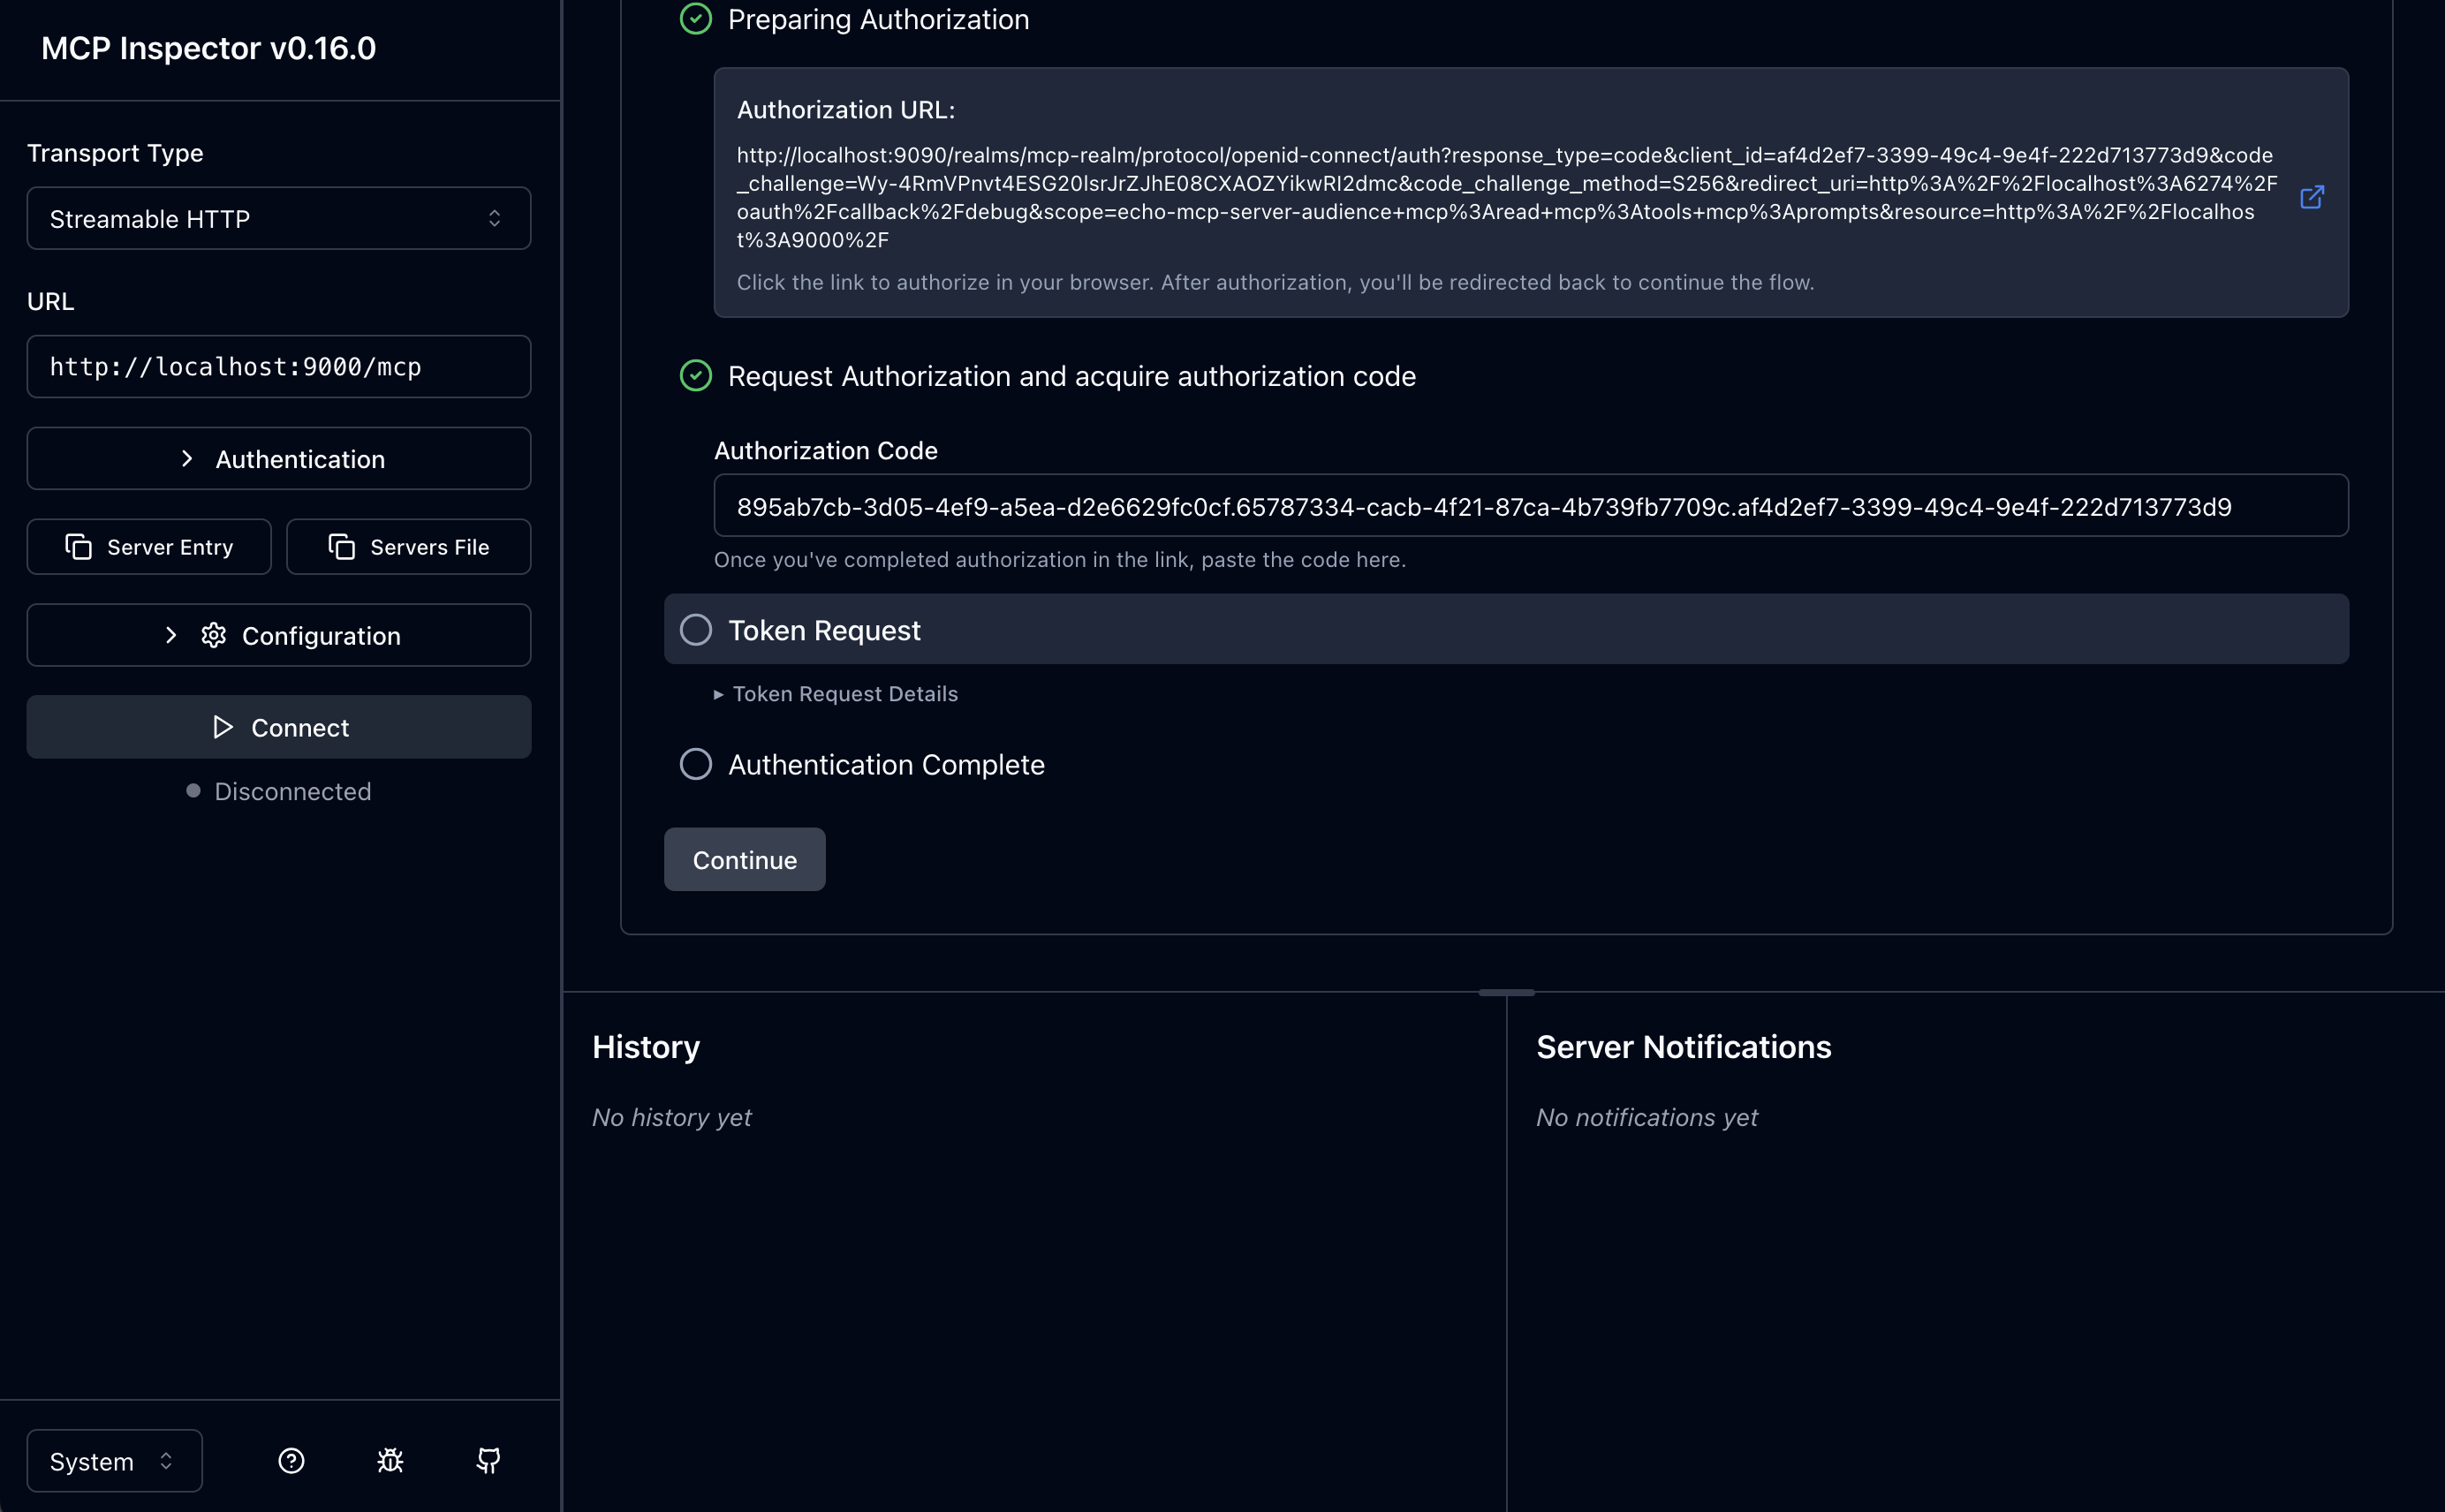 MCP Inspector v0.16.0
Transport Type
Streamable HTTP
URL
http://localhost:9000/mcp
Authentication
Server Entry
Servers File
Configuration
Connect
Disconnected
System
Preparing Authorization
Authorization URL:
http://localhost:9090/realms/mcp-realm/protocol/openid-connect/auth?response_type=code&client_id=af4d2ef7-3399-49c4-9e4f-222d713773d9&code
_challenge=Wy-4RmVPnvt4ESG20lsrJrZJhE08CXAOZYikwRI2dmc&code_challenge_method=S256&redirect_uri=http%3A%2F%2Flocalhost%3A6274%2F
oauth%2Fcallback%2Fdebug&scope=echo-mcp-server-audience+mcp%3Aread+mcp%3Atools+mcp%3Aprompts&resource=http%3A%2F%2Flocalhos
t%3A9000%2F
Click the link to authorize in your browser. After authorization, you'll be redirected back to continue the flow.
Request Authorization and acquire authorization code
Authorization Code
895ab7cb-3d05-4ef9-a5ea-d2e6629fc0cf.65787334-cacb-4f21-87ca-4b739fb7709c.af4d2ef7-3399-49c4-9e4f-222d713773d9
Once you've completed authorization in the link, paste the code here.
Token Request
Token Request Details
Authentication Complete
Continue
History
No history yet
Server Notifications
No notifications yet